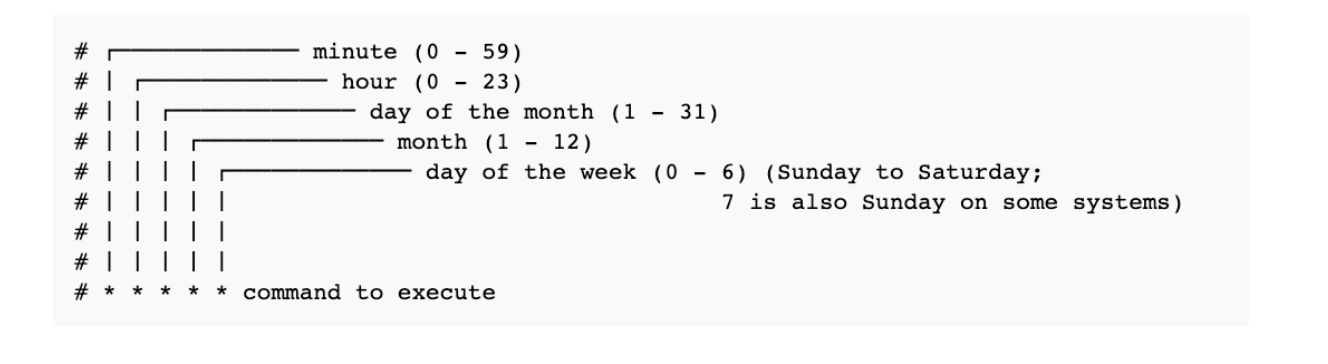 # ┌───────────── minute (0 - 59)
# │ ┌───────────── hour (0 - 23)
# │ │ ┌───────────── day of the month (1 - 31)
# │ │ │ ┌───────────── month (1 - 12)
# │ │ │ │ ┌───────────── day of the week (0 - 6) (Sunday to Saturday;
# │ │ │ │ │                                   7 is also Sunday on some systems)
# │ │ │ │ │
# │ │ │ │ │
# * * * * * command to execute